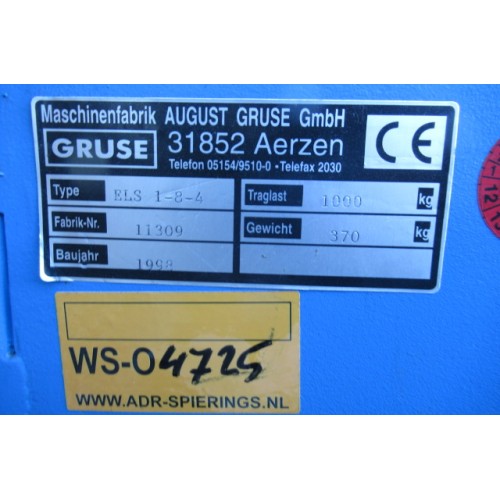 Maschinenfabrik AUGUST GRUSE GmbH
GRUSE 31852 Aerzen
Telefon 05154/9510-0 • Telefax 2030
CE
Type ELS 1-8-4 Traglast 1000 kg
Fabrik-Nr. 11309 Gewicht 370 kg
Baujahr 1998
WS-O4725
WWW.ADR-SPIERINGS.NL